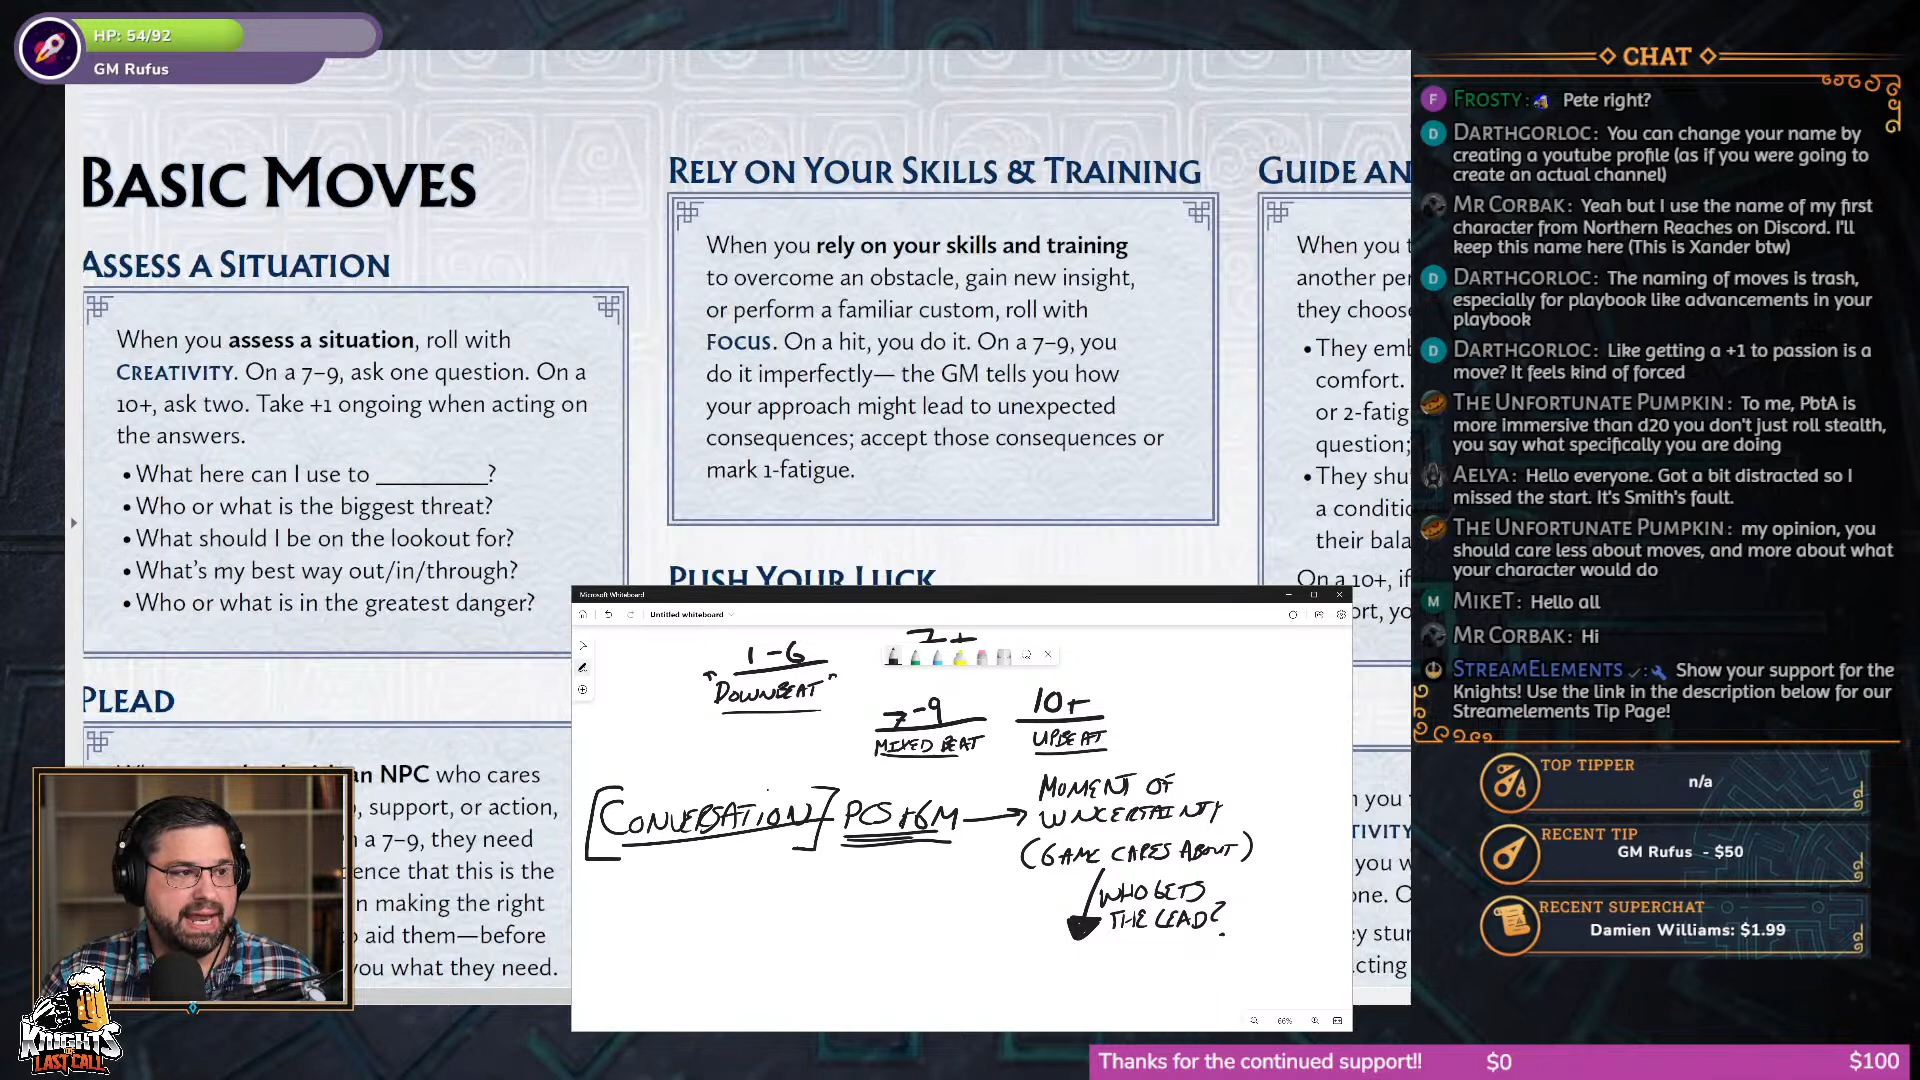 HP: 54/92
GM Rufus
BASIC MOVES
ASSESS A SITUATION
When you assess a situation, roll with
CREATIVITY. On a 7–9, ask one question. On a
10+, ask two. Take +1 ongoing when acting on
the answers.
• What here can I use to __________?
• Who or what is the biggest threat?
• What should I be on the lookout for?
• What's my best way out/in/through?
• Who or what is in the greatest danger?
PLEAD
an NPC who cares
, support, or action,
n a 7–9, they need
ence that this is the
n making the right
o aid them—before
you what they need.
RELY ON YOUR SKILLS & TRAINING
When you rely on your skills and training
to overcome an obstacle, gain new insight,
or perform a familiar custom, roll with
FOCUS. On a hit, you do it. On a 7–9, you
do it imperfectly— the GM tells you how
your approach might lead to unexpected
consequences; accept those consequences or
mark 1-fatigue.
PUSH YOUR LUCK
GUIDE AN
When you t
another per
they choose
• They emb
comfort.
or 2-fatig
question;
• They shu
a conditio
their bala
On a 10+, if
ort, yo
n you
TIVITY
you w
one. O
ey stun
cting
Microsoft Whiteboard
Untitled whiteboard
7+
1-6
"DOWNBEAT"
7-9
MIXED BEAT
10+
UPBEAT
[CONVERSATION] PCS + GM
MOMENT OF
UNCERTAINTY
(GAME CARES ABOUT)
WHO GETS
THE LEAD?
66%
KNIGHTS
OF
LAST CALL
CHAT
FROSTY: Pete right?
DARTHGORLOC: You can change your name by
creating a youtube profile (as if you were going to
create an actual channel)
MR CORBAK: Yeah but I use the name of my first
character from Northern Reaches on Discord. I'll
keep this name here (This is Xander btw)
DARTHGORLOC: The naming of moves is trash,
especially for playbook like advancements in your
playbook
DARTHGORLOC: Like getting a +1 to passion is a
move? It feels kind of forced
THE UNFORTUNATE PUMPKIN: To me, PbtA is
more immersive than d20 you don't just roll stealth,
you say what specifically you are doing
AELYA: Hello everyone. Got a bit distracted so I
missed the start. It's Smith's fault.
THE UNFORTUNATE PUMPKIN: my opinion, you
should care less about moves, and more about what
your character would do
MIKET: Hello all
MR CORBAK: Hi
STREAMELEMENTS: Show your support for the
Knights! Use the link in the description below for our
Streamelements Tip Page!
TOP TIPPER
n/a
RECENT TIP
GM Rufus - $50
RECENT SUPERCHAT
Damien Williams: $1.99
Thanks for the continued support!! $0 $100